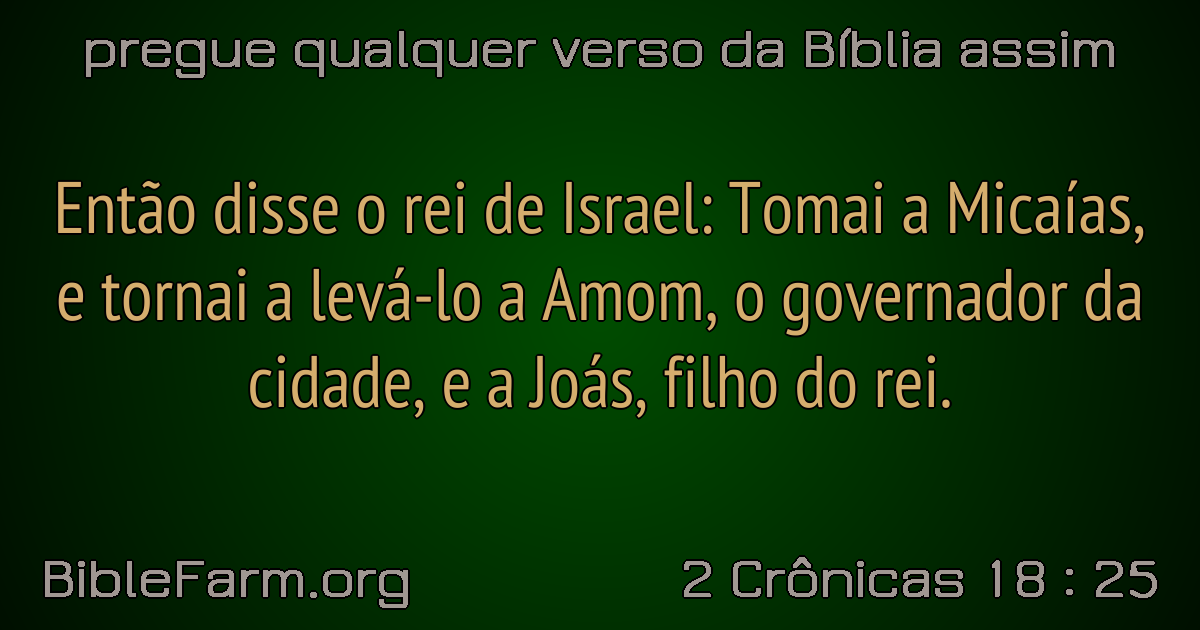 pregue qualquer verso da Bíblia assim
Então disse o rei de Israel: Tomai a Micaías,
e tornai a levá-lo a Amom, o governador da
cidade, e a Joás, filho do rei.
BibleFarm.org
2 Crônicas 18 : 25